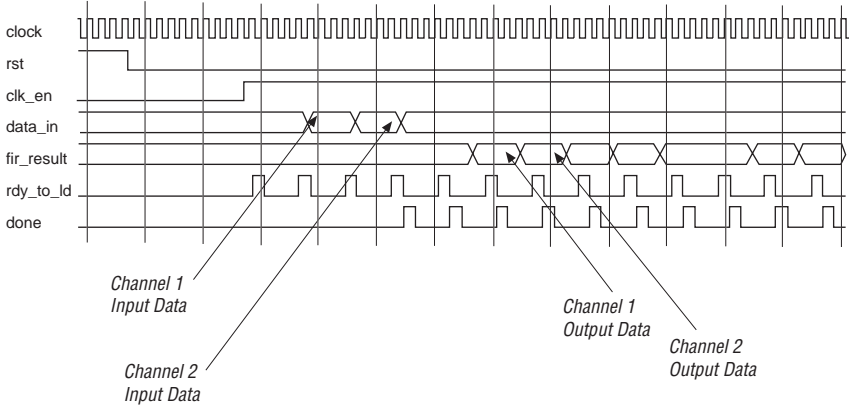 clock
rst
clk_en
data_in
fir_result
rdy_to_ld
done
Channel 1
Input Data
Channel 2
Input Data
Channel 1
Output Data
Channel 2
Output Data